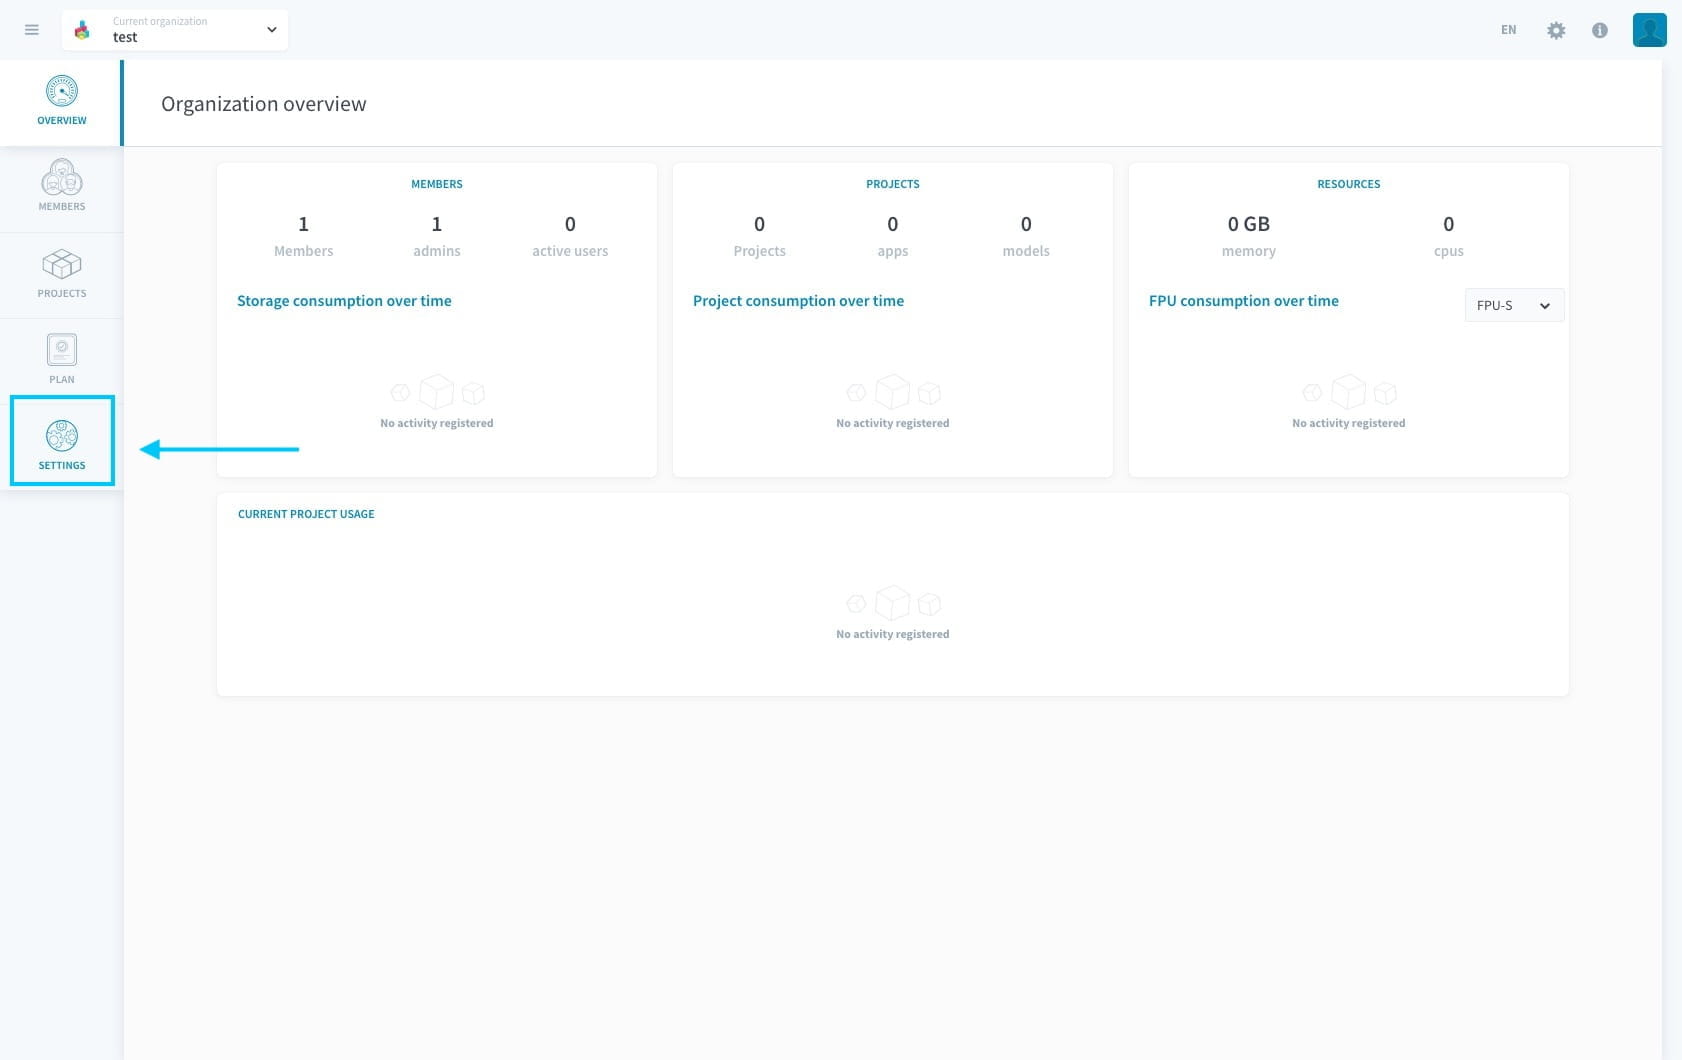 Current organization
test
EN
OVERVIEW
MEMBERS
PROJECTS
PLAN
SETTINGS
Organization overview
MEMBERS
1 1 0
Members admins active users
Storage consumption over time
No activity registered
PROJECTS
0 0 0
Projects apps models
Project consumption over time
No activity registered
RESOURCES
0 GB 0
memory cpus
FPU consumption over time
FPU-S
No activity registered
CURRENT PROJECT USAGE
No activity registered